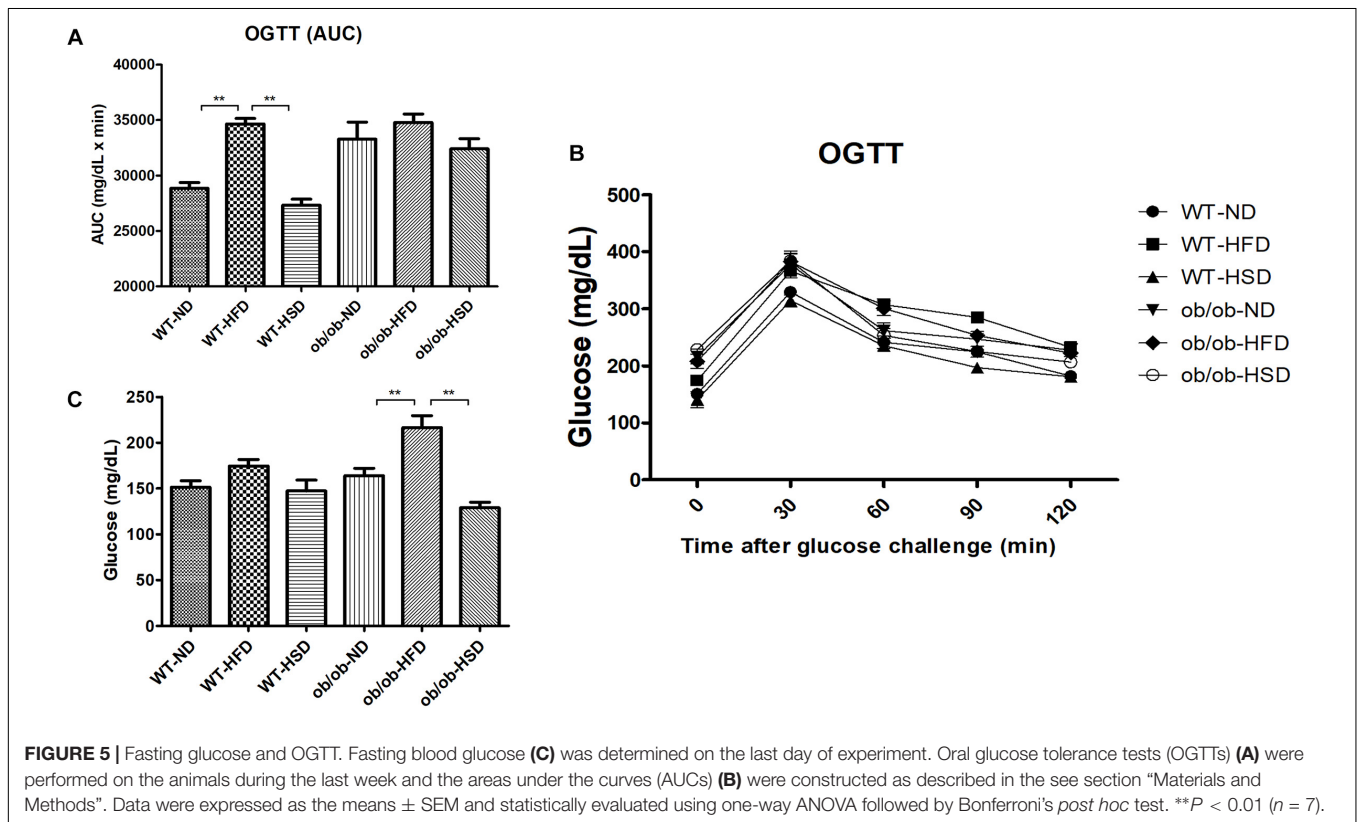 A
OGTT (AUC)
AUC (mg/dL x min)
40000
35000
30000
25000
20000
**
**
WT-ND
WT-HFD
WT-HSD
ob/ob-ND
ob/ob-HFD
ob/ob-HSD
B
OGTT
Glucose (mg/dL)
500
400
300
200
100
0
0
30
60
90
120
Time after glucose challenge (min)
WT-ND
WT-HFD
WT-HSD
ob/ob-ND
ob/ob-HFD
ob/ob-HSD
C
Glucose (mg/dL)
250
200
150
100
50
0
**
**
WT-ND
WT-HFD
WT-HSD
ob/ob-ND
ob/ob-HFD
ob/ob-HSD
FIGURE 5 | Fasting glucose and OGTT. Fasting blood glucose (C) was determined on the last day of experiment. Oral glucose tolerance tests (OGTTs) (A) were
performed on the animals during the last week and the areas under the curves (AUCs) (B) were constructed as described in the see section “Materials and
Methods”. Data were expressed as the means ± SEM and statistically evaluated using one-way ANOVA followed by Bonferroni’s post hoc test. **P < 0.01 (n = 7).